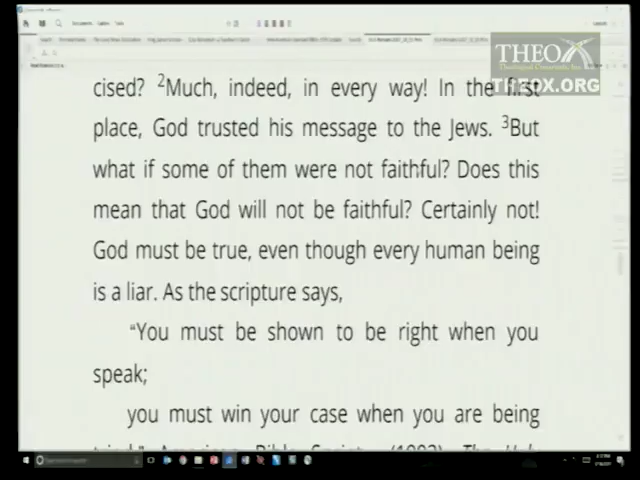 THEOX
THEOX.ORG
cised? 2Much, indeed, in every way! In the first
place, God trusted his message to the Jews. 3But
what if some of them were not faithful? Does this
mean that God will not be faithful? Certainly not!
God must be true, even though every human being
is a liar. As the scripture says,
“You must be shown to be right when you
speak;
you must win your case when you are being